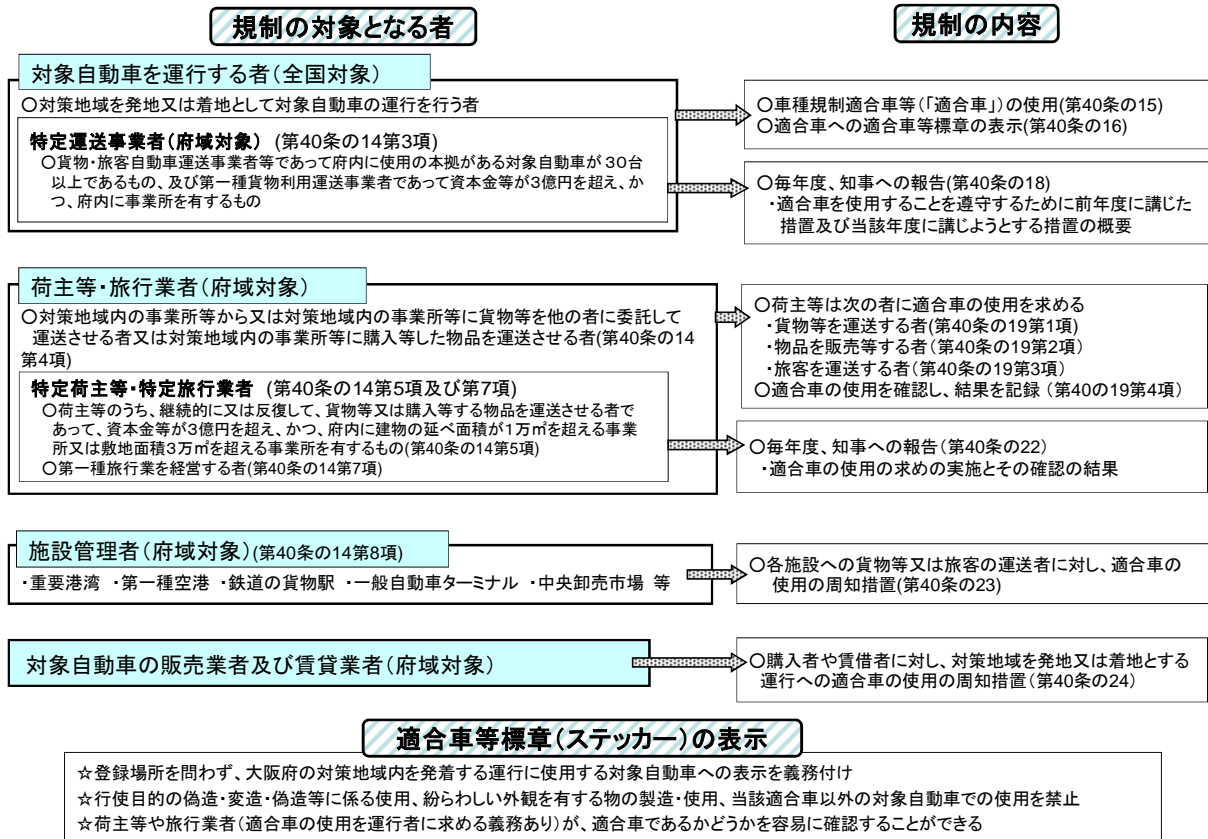 規制の対象となる者
規制の内容
対象自動車を運行する者(全国対象)
○対策地域を発地又は着地として対象自動車の運行を行う者
特定運送事業者(府域対象) (第40条の14第3項)
○貨物・旅客自動車運送事業者等であって府内に使用の本拠がある対象自動車が30台
以上であるもの、及び第一種貨物利用運送事業者であって資本金等が3億円を超え、か
つ、府内に事業所を有するもの
○車種規制適合車等(「適合車」)の使用(第40条の15)
○適合車への適合車等標章の表示(第40条の16)
○毎年度、知事への報告(第40条の18)
・適合車を使用することを遵守するために前年度に講じた
措置及び当該年度に講じようとする措置の概要
荷主等・旅行業者(府域対象)
○対策地域内の事業所等から又は対策地域内の事業所等に貨物等を他の者に委託して
運送させる者又は対策地域内の事業所等に購入等した物品を運送させる者(第40条の14
第4項)
特定荷主等・特定旅行業者 (第40条の14第5項及び第7項)
○荷主等のうち、継続的に又は反復して、貨物等又は購入等する物品を運送させる者で
あって、資本金等が3億円を超え、かつ、府内に建物の延べ面積が1万㎡を超える事業
所又は敷地面積3万㎡を超える事業所を有するもの(第40条の14第5項)
○第一種旅行業を経営する者(第40条の14第7項)
○荷主等は次の者に適合車の使用を求める
・貨物等を運送する者(第40条の19第1項)
・物品を販売等する者(第40条の19第2項)
・旅客を運送する者(第40条の19第3項)
○適合車の使用を確認し、結果を記録 (第40の19第4項)
○毎年度、知事への報告(第40条の22)
・適合車の使用の求めの実施とその確認の結果
施設管理者(府域対象)(第40条の14第8項)
・重要港湾 ・第一種空港 ・鉄道の貨物駅 ・一般自動車ターミナル ・中央卸売市場 等
○各施設への貨物等又は旅客の運送者に対し、適合車の
使用の周知措置(第40条の23)
対象自動車の販売業者及び賃貸業者(府域対象)
○購入者や賃借者に対し、対策地域を発地又は着地とする
運行への適合車の使用の周知措置(第40条の24)
適合車等標章(ステッカー)の表示
☆登録場所を問わず、大阪府の対策地域内を発着する運行に使用する対象自動車への表示を義務付け
☆行使目的の偽造・変造・偽造等に係る使用、紛らわしい外観を有する物の製造・使用、当該適合車以外の対象自動車での使用を禁止
☆荷主等や旅行業者(適合車の使用を運行者に求める義務あり)が、適合車であるかどうかを容易に確認することができる